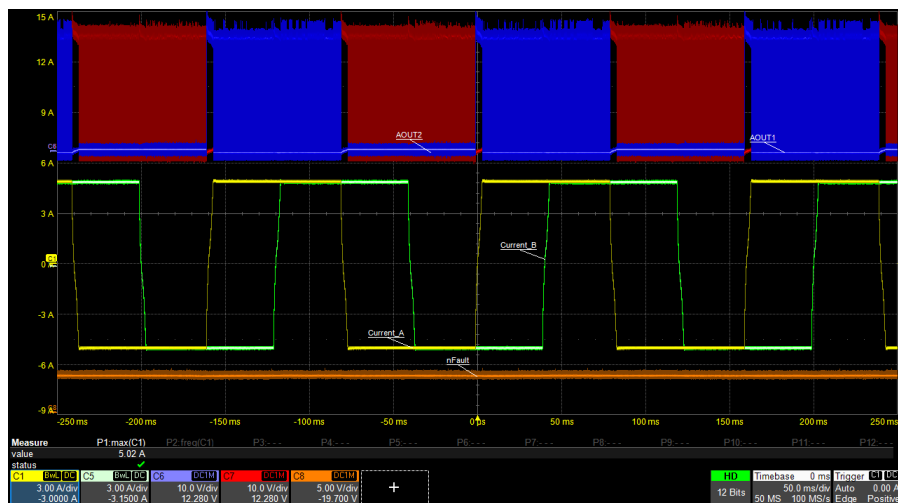 15 A
12 A
9 A
AOUT2
AOUT1
C6
6 A
3 A
Current_B
C1
0 A
-3 A
Current_A
nFault
-6 A
-9 A
-250 ms -200 ms -150 ms -100 ms -50 ms 0 ms 50 ms 100 ms 150 ms 200 ms 250 ms
Measure P1:max(C1) P2:freq(C1) P3:--- P4:--- P5:--- P6:--- P7:--- P8:--- P9:--- P10:--- P11:--- P12:---
value 5.02 A
status ✓
C1 BwL DC C5 BwL DC C6 DC1M C7 DC1M C8 DC1M HD Timebase 0 ms Trigger C1 DC
3.00 A/div 3.00 A/div 10.0 V/div 10.0 V/div 5.00 V/div + 12 Bits 50.0 ms/div Auto 0.00 A
-3.0000 A -3.1500 A 12.280 V 12.280 V -19.700 V 50 MS 100 MS/s Edge Positive